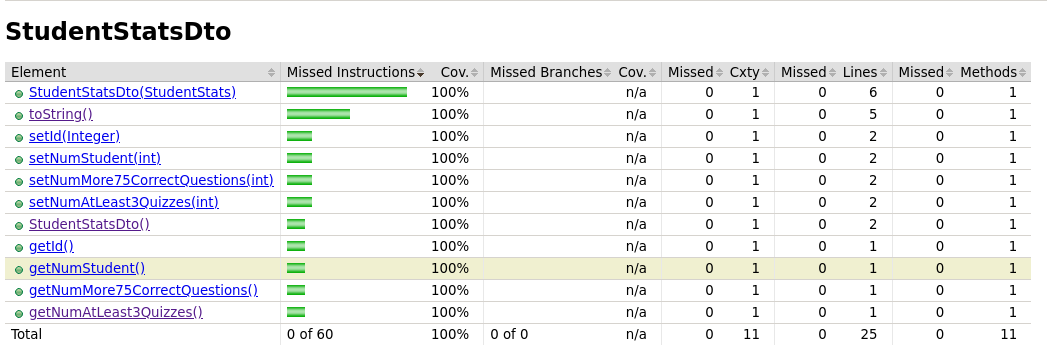 StudentStatsDto
Element Missed Instructions Cov. Missed Branches Cov. Missed Cxty Missed Lines Missed Methods
StudentStatsDto(StudentStats) 100% n/a 0 1 0 6 0 1
toString() 100% n/a 0 1 0 5 0 1
setId(Integer) 100% n/a 0 1 0 2 0 1
setNumStudent(int) 100% n/a 0 1 0 2 0 1
setNumMore75CorrectQuestions(int) 100% n/a 0 1 0 2 0 1
setNumAtLeast3Quizzes(int) 100% n/a 0 1 0 2 0 1
StudentStatsDto() 100% n/a 0 1 0 2 0 1
getId() 100% n/a 0 1 0 1 0 1
getNumStudent() 100% n/a 0 1 0 1 0 1
getNumMore75CorrectQuestions() 100% n/a 0 1 0 1 0 1
getNumAtLeast3Quizzes() 100% n/a 0 1 0 1 0 1
Total 0 of 60 100% 0 of 0 n/a 0 11 0 25 0 11